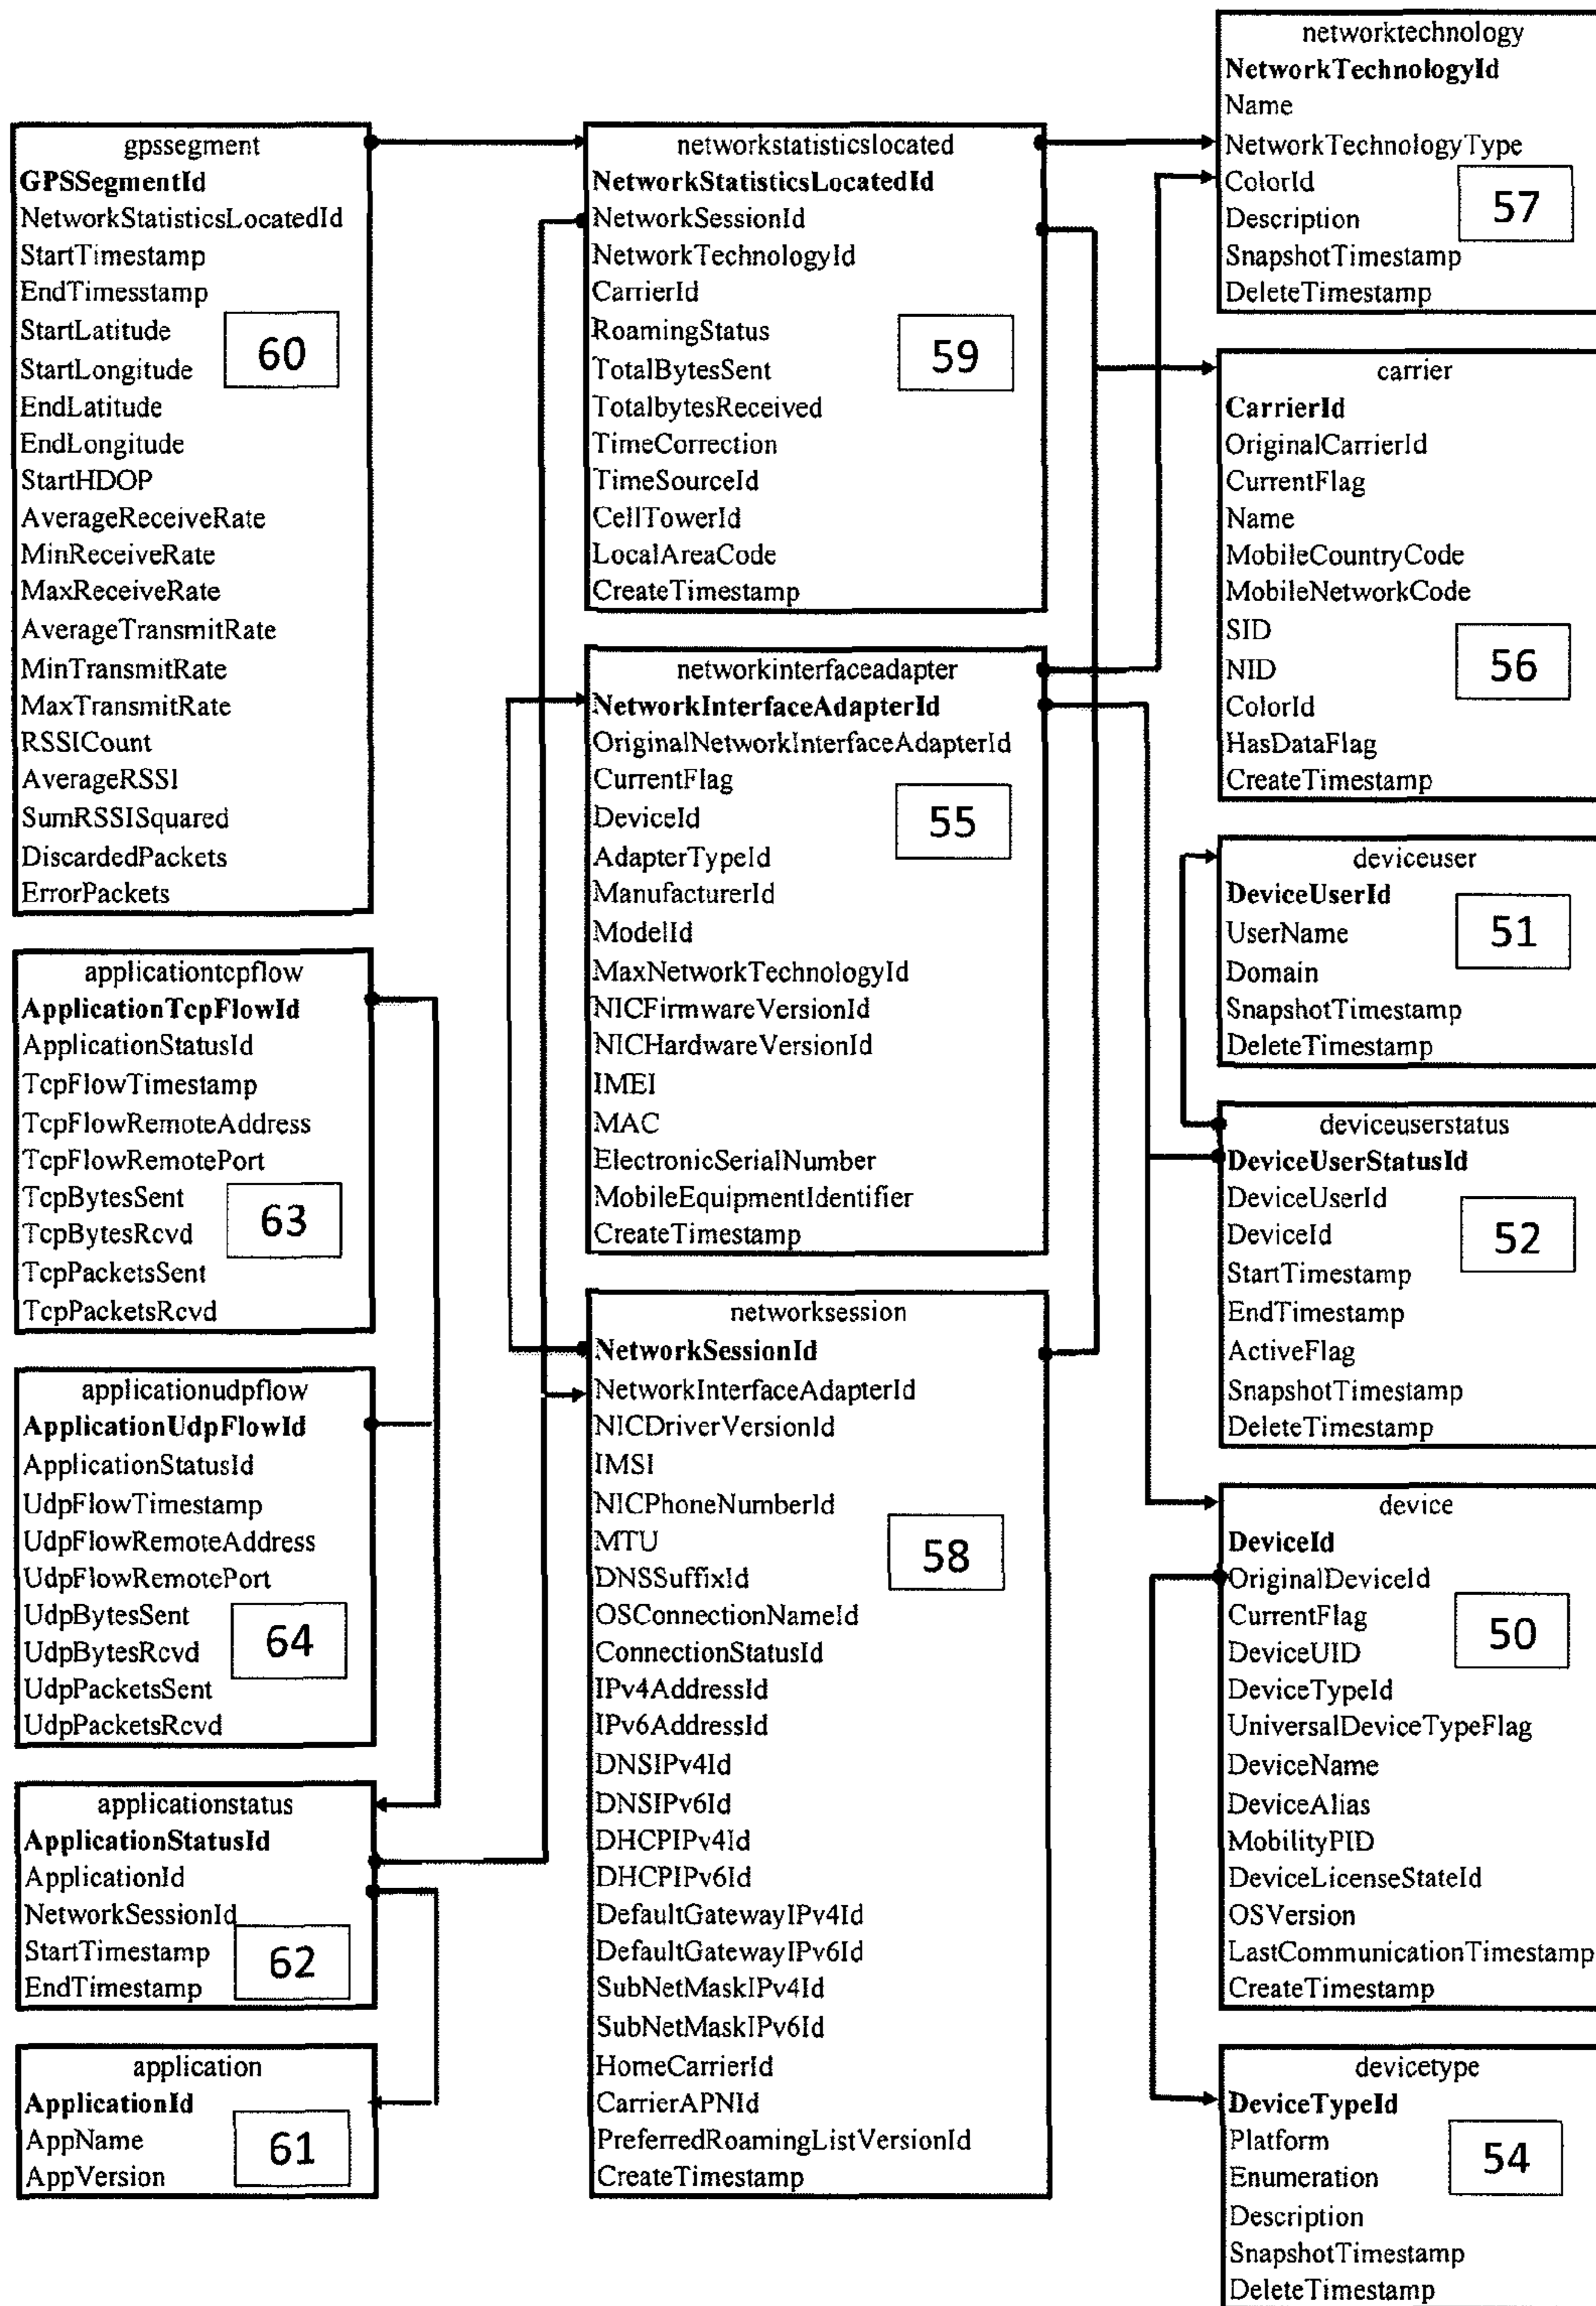 gpssegment
GPSSegmentId
NetworkStatisticsLocatedId
StartTimestamp
EndTimesstamp
StartLatitude
StartLongitude
EndLatitude
EndLongitude
StartHDOP
AverageReceiveRate
MinReceiveRate
MaxReceiveRate
AverageTransmitRate
MinTransmitRate
MaxTransmitRate
RSSICount
AverageRSSI
SumRSSISquared
DiscardedPackets
ErrorPackets
60
applicationtcpflow
ApplicationTcpFlowId
ApplicationStatusId
TcpFlowTimestamp
TcpFlowRemoteAddress
TcpFlowRemotePort
TcpBytesSent
TcpBytesRcvd
TcpPacketsSent
TcpPacketsRcvd
63
applicationudpflow
ApplicationUdpFlowId
ApplicationStatusId
UdpFlowTimestamp
UdpFlowRemoteAddress
UdpFlowRemotePort
UdpBytesSent
UdpBytesRcvd
UdpPacketsSent
UdpPacketsRcvd
64
applicationstatus
ApplicationStatusId
ApplicationId
NetworkSessionId
StartTimestamp
EndTimestamp
62
application
ApplicationId
AppName
AppVersion
61
networkstatisticslocated
NetworkStatisticsLocatedId
NetworkSessionId
NetworkTechnologyId
CarrierId
RoamingStatus
TotalBytesSent
TotalbytesReceived
TimeCorrection
TimeSourceId
CellTowerId
LocalAreaCode
CreateTimestamp
59
networkinterfaceadapter
NetworkInterfaceAdapterId
OriginalNetworkInterfaceAdapterId
CurrentFlag
DeviceId
AdapterTypeId
ManufacturerId
ModelId
MaxNetworkTechnologyId
NICFirmwareVersionId
NICHardwareVersionId
IMEI
MAC
ElectronicSerialNumber
MobileEquipmentIdentifier
CreateTimestamp
55
networksession
NetworkSessionId
NetworkInterfaceAdapterId
NICDriverVersionId
IMSI
NICPhoneNumberId
MTU
DNSSuffixId
OSConnectionNameId
ConnectionStatusId
IPv4AddressId
IPv6AddressId
DNSIPv4Id
DNSIPv6Id
DHCPIPv4Id
DHCPIPv6Id
DefaultGatewayIPv4Id
DefaultGatewayIPv6Id
SubNetMaskIPv4Id
SubNetMaskIPv6Id
HomeCarrierId
CarrierAPNId
PreferredRoamingListVersionId
CreateTimestamp
58
networktechnology
NetworkTechnologyId
Name
NetworkTechnologyType
ColorId
Description
SnapshotTimestamp
DeleteTimestamp
57
carrier
CarrierId
OriginalCarrierId
CurrentFlag
Name
MobileCountryCode
MobileNetworkCode
SID
NID
ColorId
HasDataFlag
CreateTimestamp
56
deviceuser
DeviceUserId
UserName
Domain
SnapshotTimestamp
DeleteTimestamp
51
deviceuserstatus
DeviceUserStatusId
DeviceUserId
DeviceId
StartTimestamp
EndTimestamp
ActiveFlag
SnapshotTimestamp
DeleteTimestamp
52
device
DeviceId
OriginalDeviceId
CurrentFlag
DeviceUID
DeviceTypeId
UniversalDeviceTypeFlag
DeviceName
DeviceAlias
MobilityPID
DeviceLicenseStateId
OSVersion
LastCommunicationTimestamp
CreateTimestamp
50
devicetype
DeviceTypeId
Platform
Enumeration
Description
SnapshotTimestamp
DeleteTimestamp
54